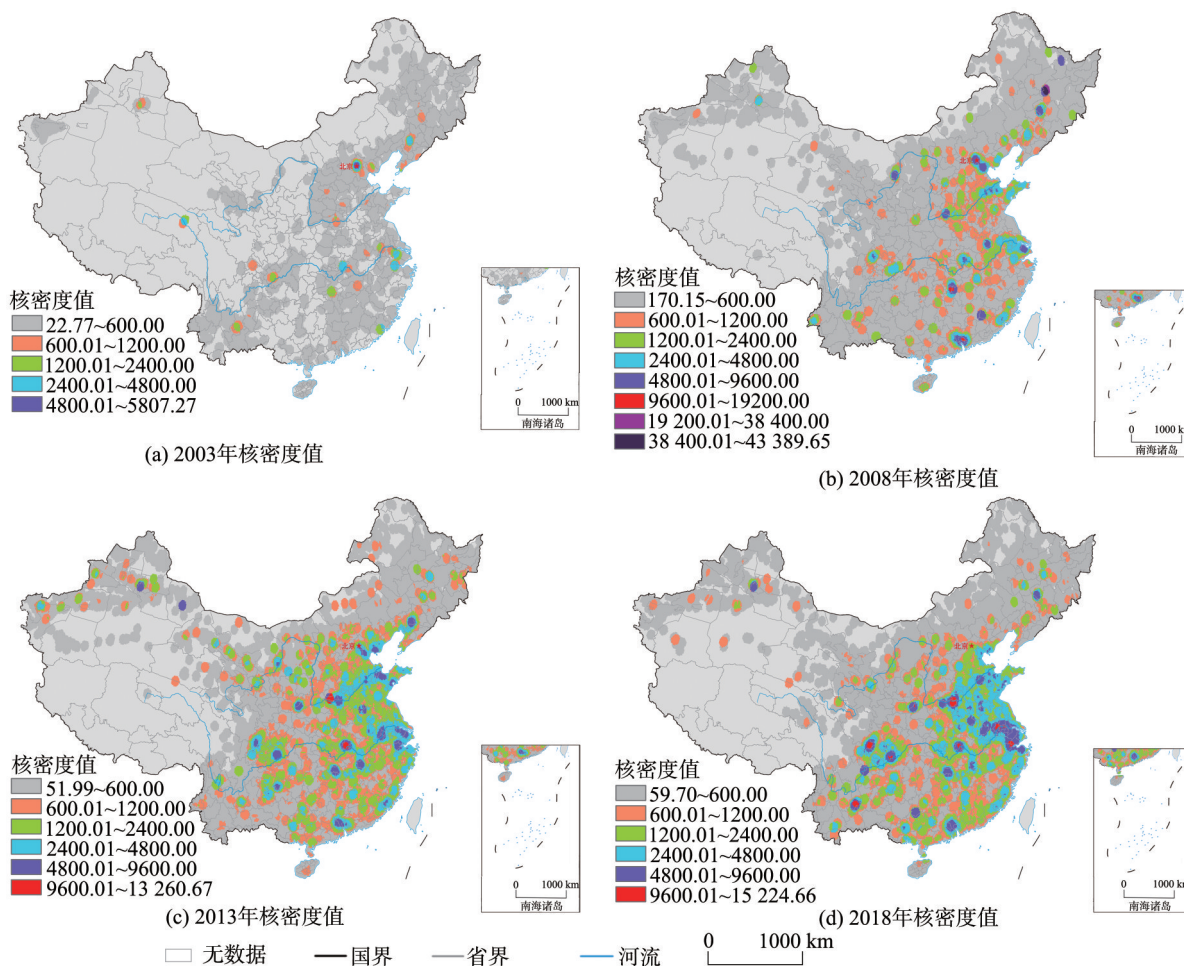 北京
核密度值
22.77~600.00
600.01~1200.00
1200.01~2400.00
2400.01~4800.00
4800.01~5807.27
0 1000 km
南海诸岛
(a) 2003年核密度值
北京
核密度值
170.15~600.00
600.01~1200.00
1200.01~2400.00
2400.01~4800.00
4800.01~9600.00
9600.01~19200.00
19 200.01~38 400.00
38 400.01~43 389.65
0 1000 km
南海诸岛
(b) 2008年核密度值
北京
核密度值
51.99~600.00
600.01~1200.00
1200.01~2400.00
2400.01~4800.00
4800.01~9600.00
9600.01~13 260.67
0 1000 km
南海诸岛
(c) 2013年核密度值
北京
核密度值
59.70~600.00
600.01~1200.00
1200.01~2400.00
2400.01~4800.00
4800.01~9600.00
9600.01~15 224.66
0 1000 km
南海诸岛
(d) 2018年核密度值
无数据 国界 省界 河流 0 1000 km